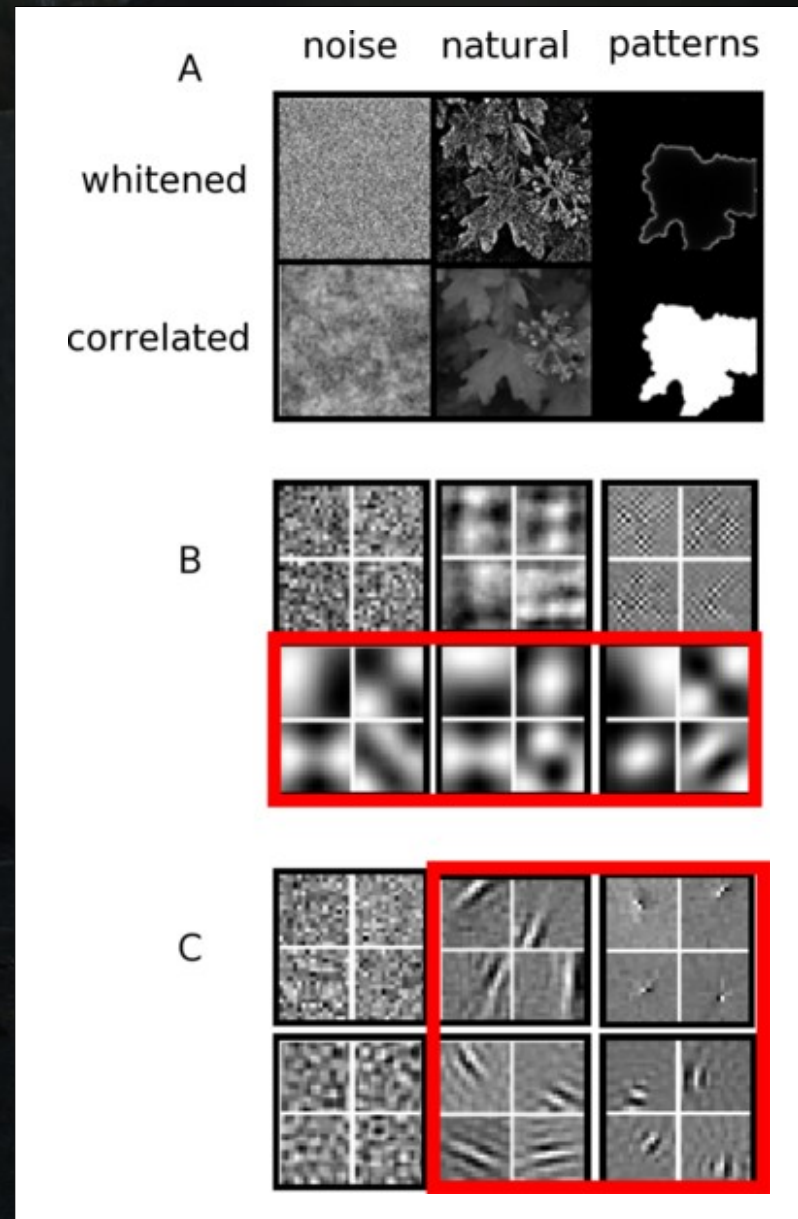 noise natural patterns
A
whitened
correlated
B
C